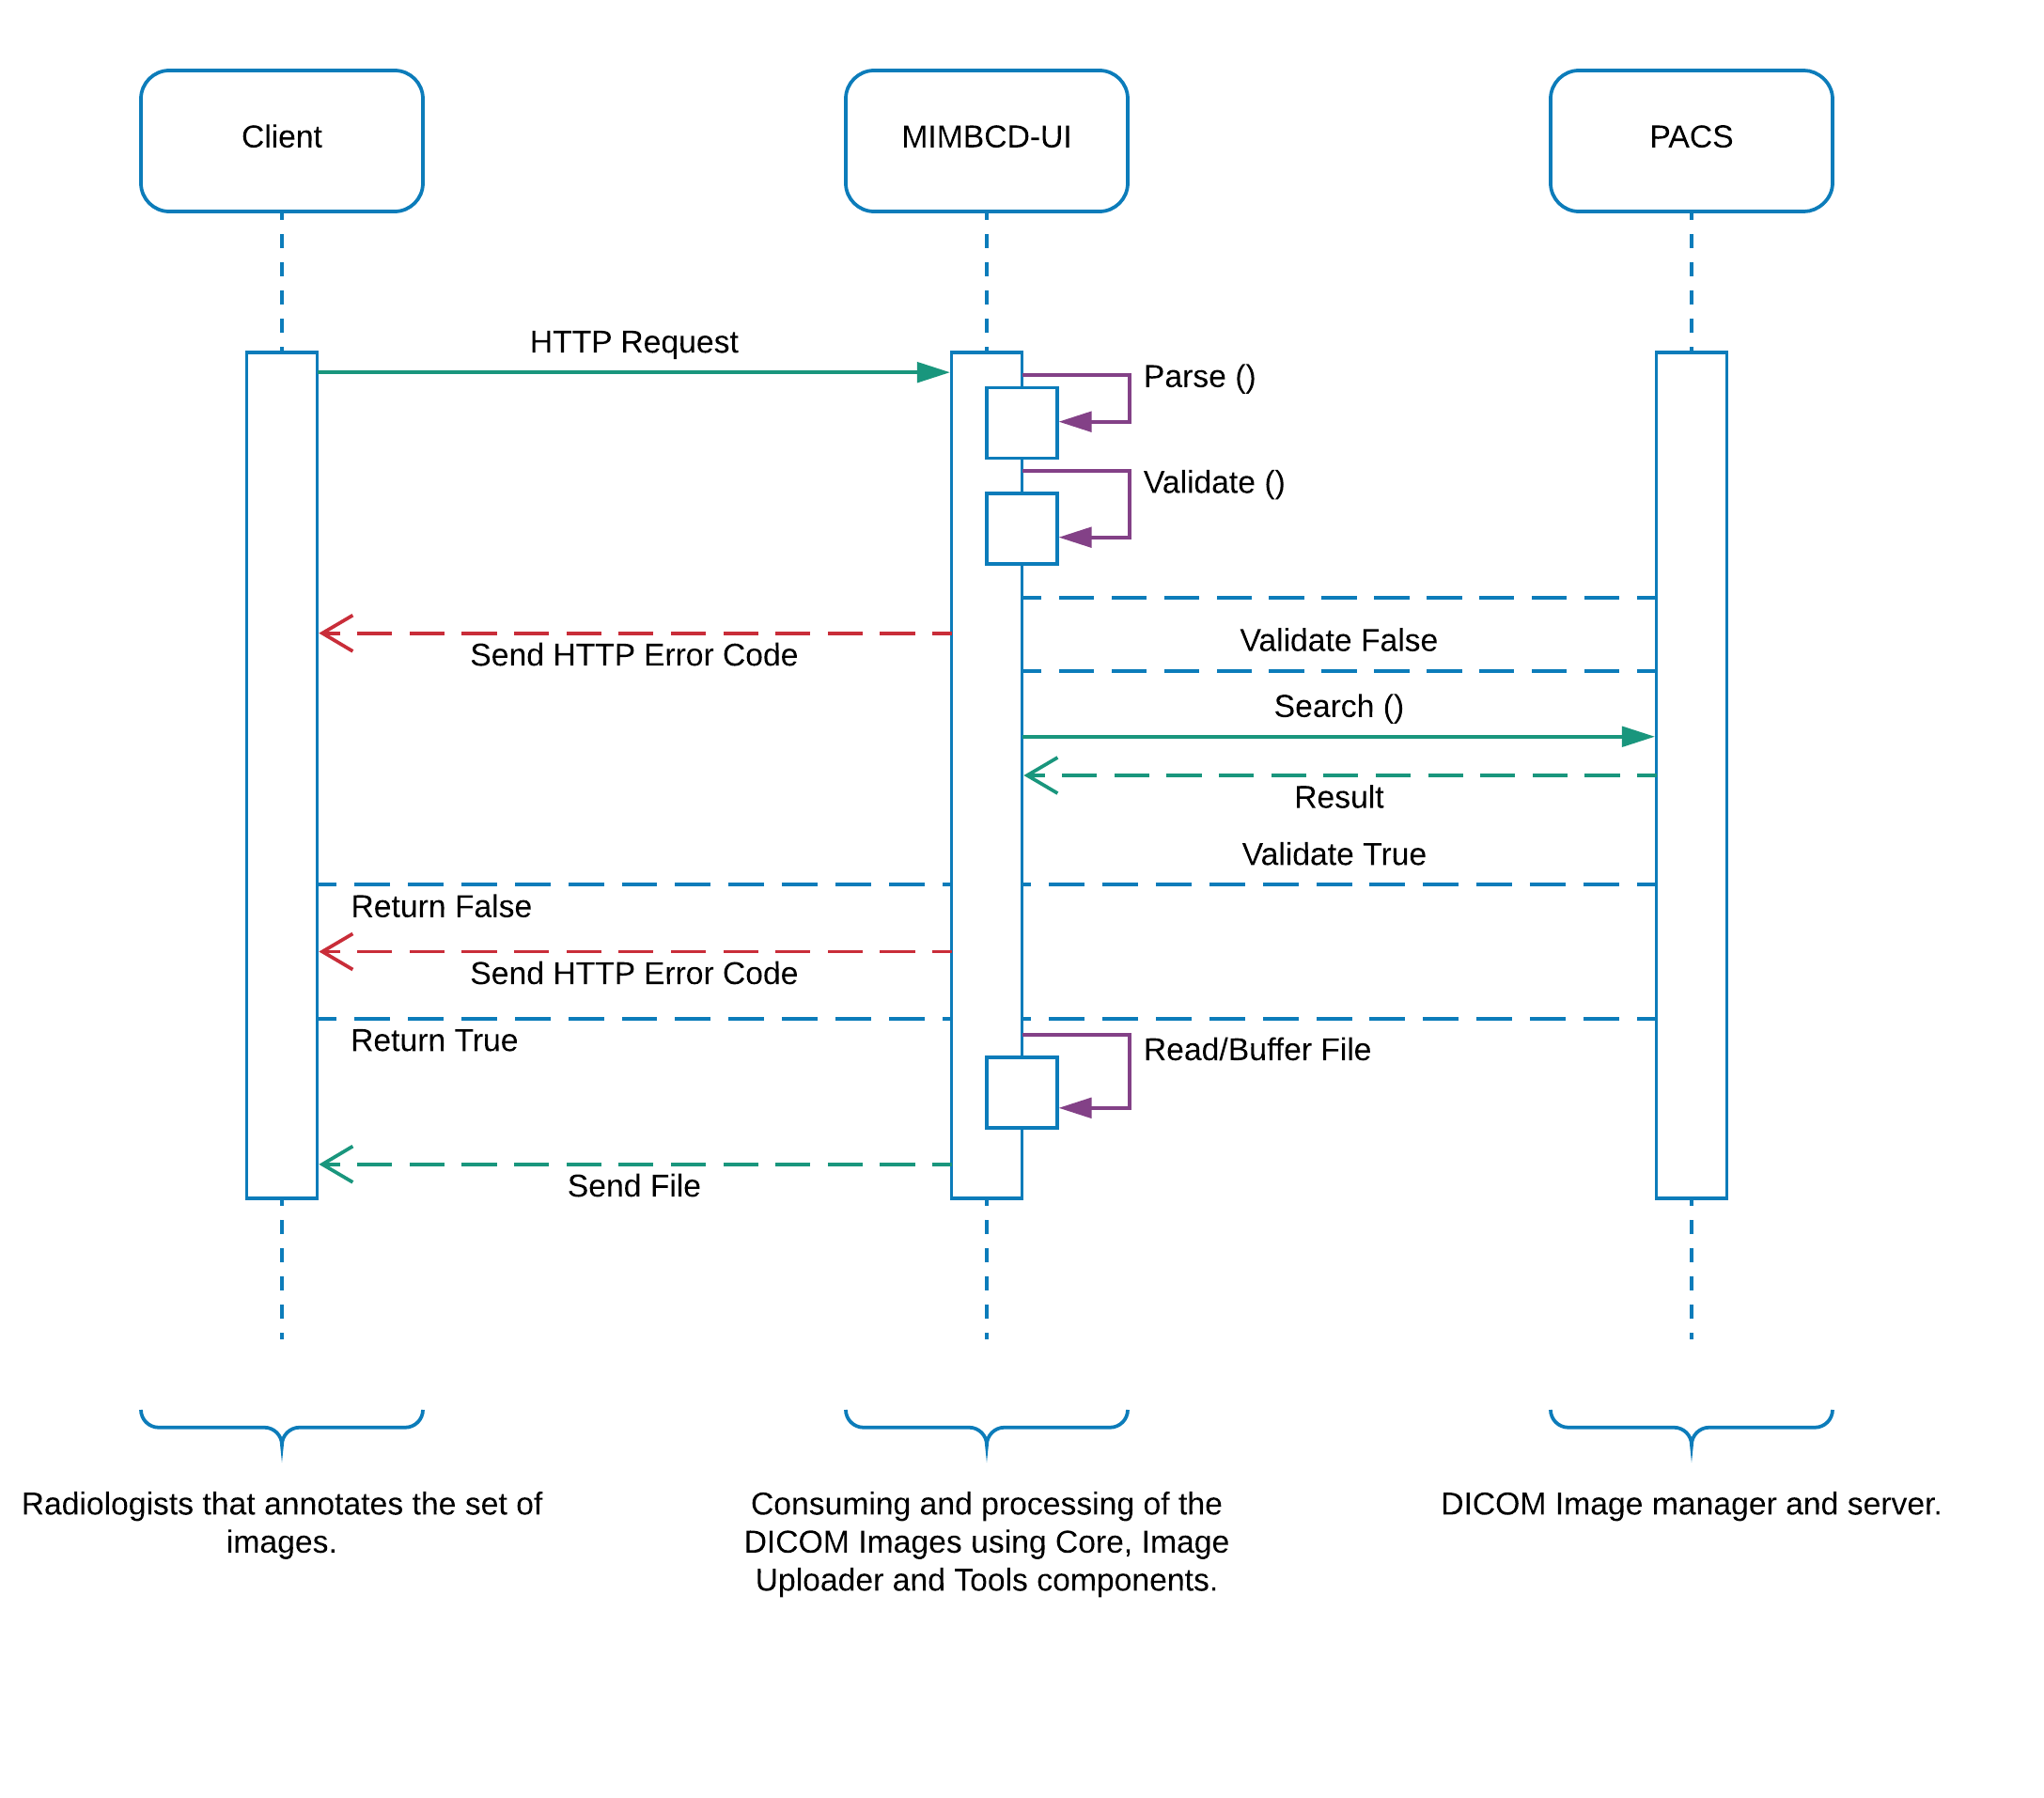 Client
MIMBCD-UI
PACS
HTTP Request
Parse ()
Validate ()
Validate False
Send HTTP Error Code
Search ()
Result
Validate True
Return False
Send HTTP Error Code
Return True
Read/Buffer File
Send File
Radiologists that annotates the set of
images.
Consuming and processing of the
DICOM Images using Core, Image
Uploader and Tools components.
DICOM Image manager and server.